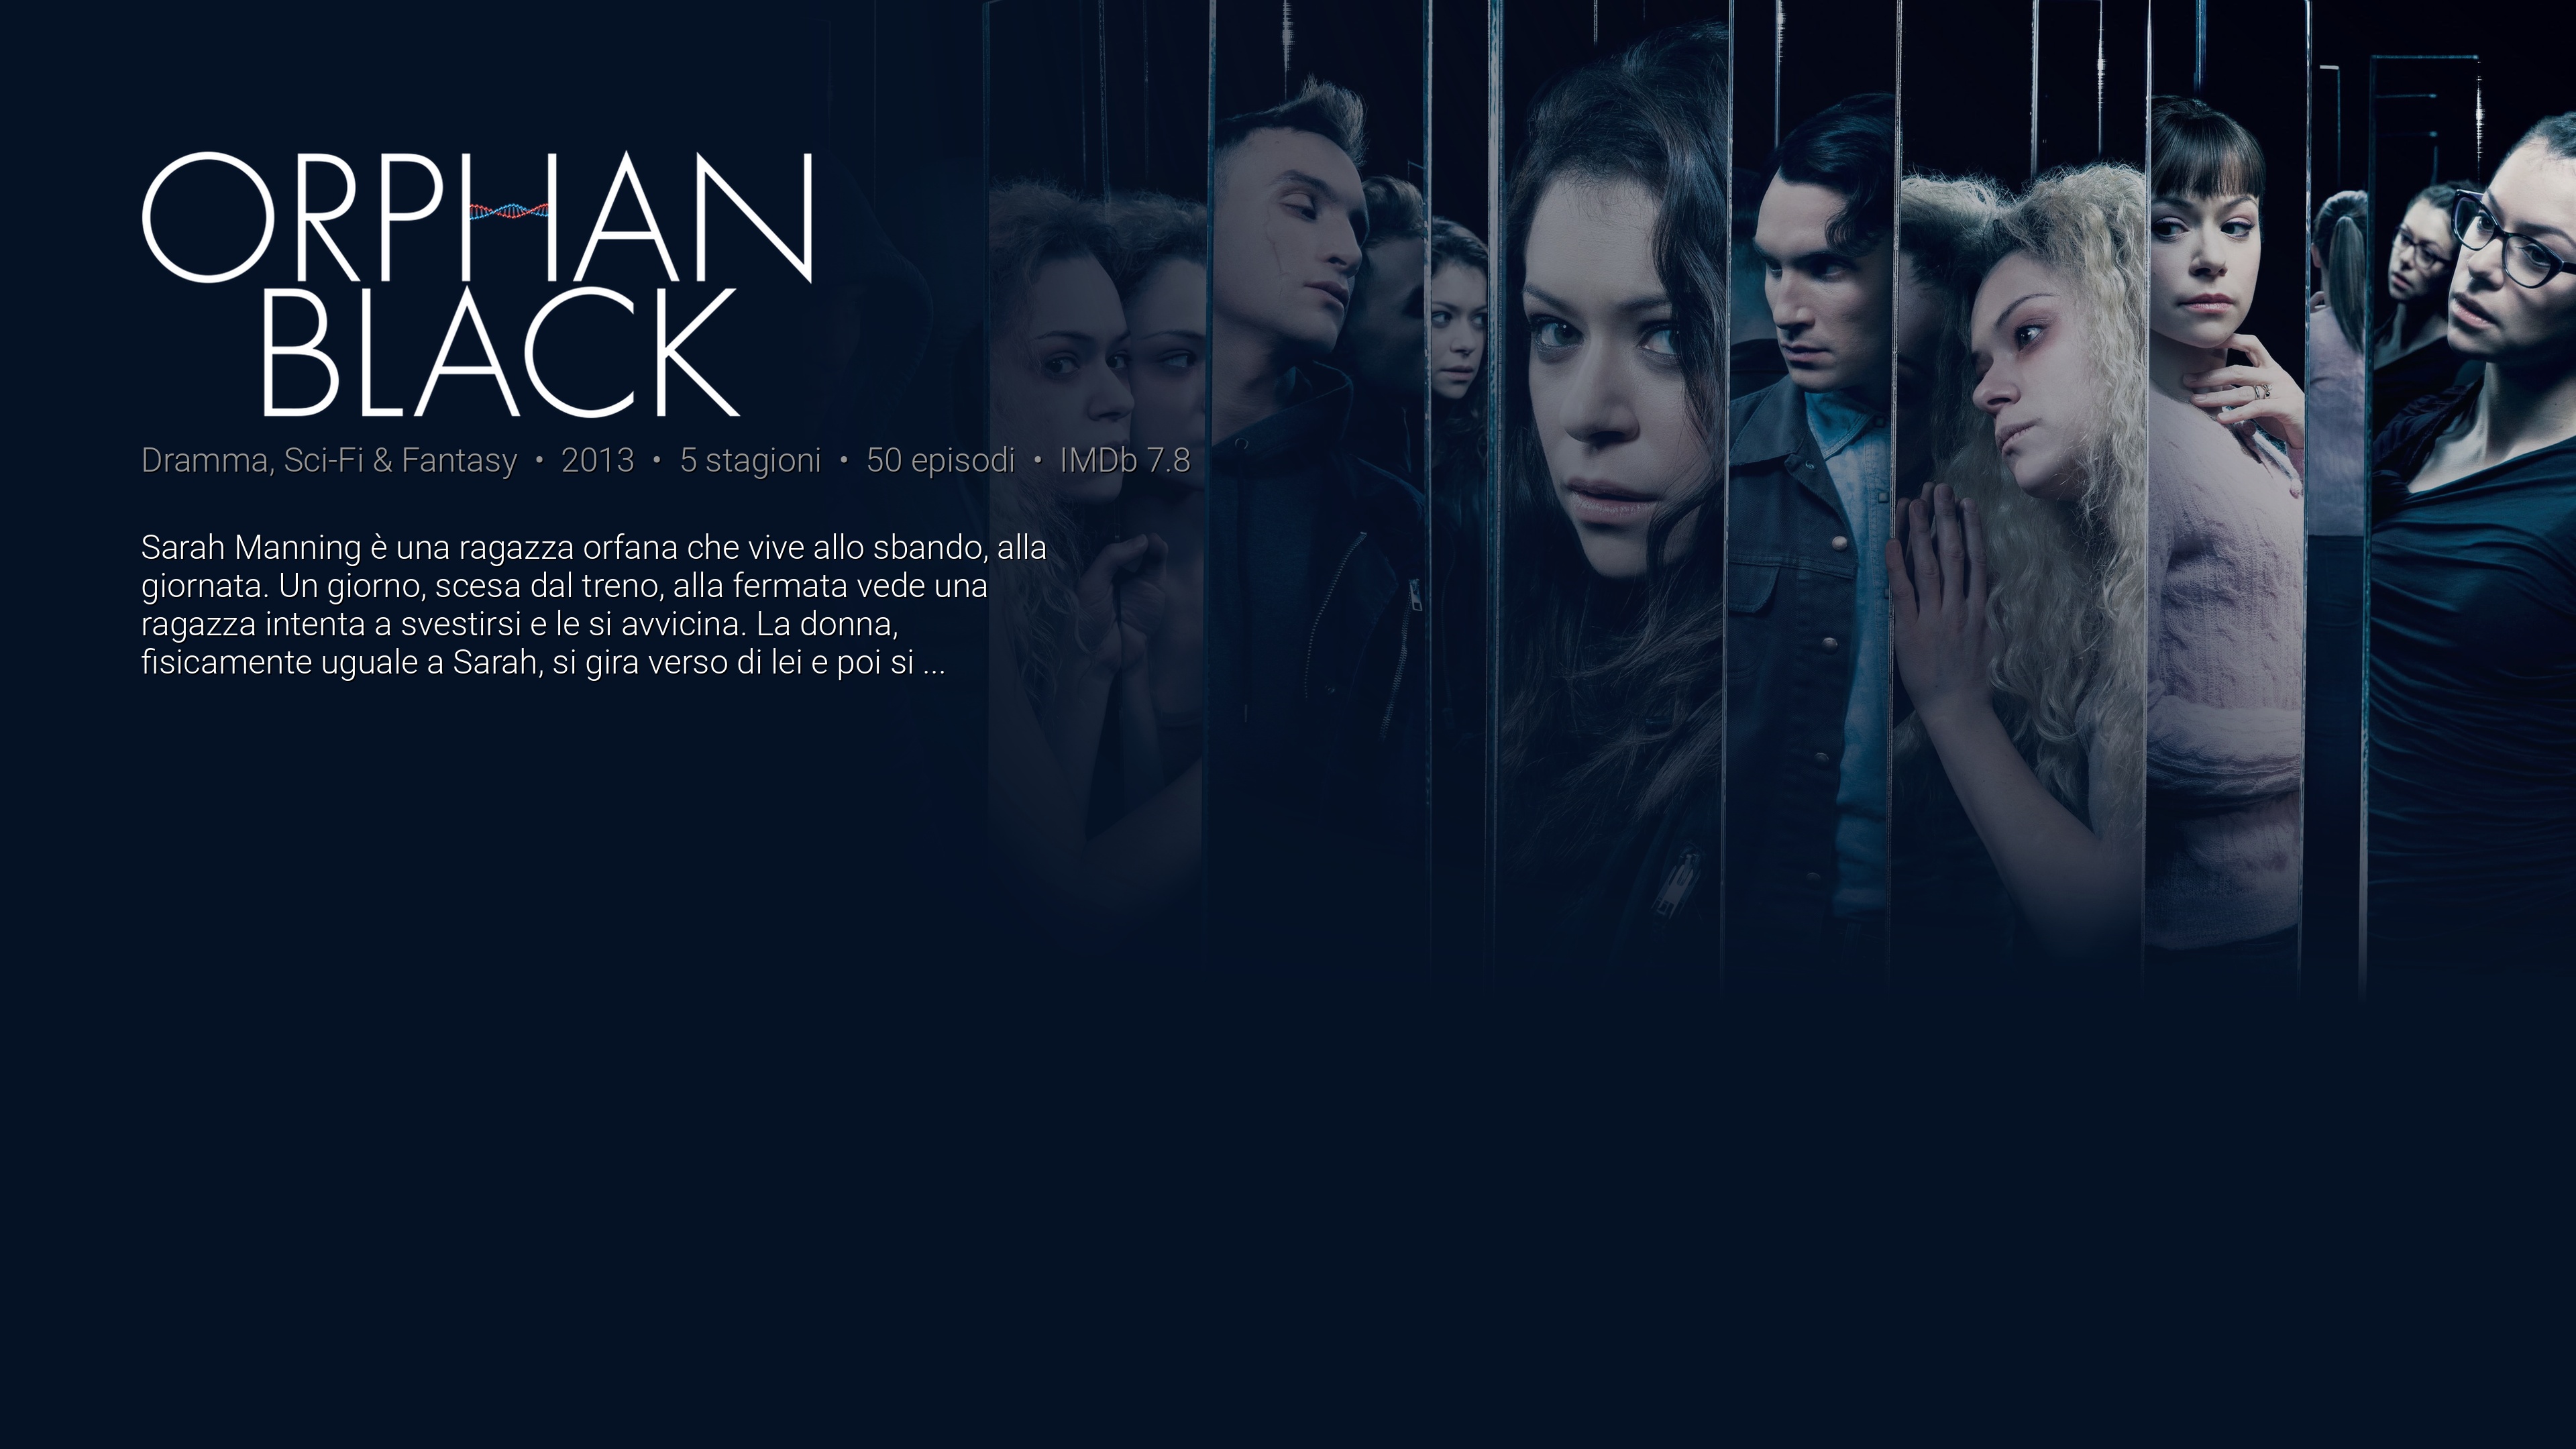 ORPHAN
BLACK
Dramma, Sci-Fi & Fantasy • 2013 • 5 stagioni • 50 episodi • IMDb 7.8
Sarah Manning è una ragazza orfana che vive allo sbando, alla
giornata. Un giorno, scesa dal treno, alla fermata vede una
ragazza intenta a svestirsi e le si avvicina. La donna,
fisicamente uguale a Sarah, si gira verso di lei e poi si ...